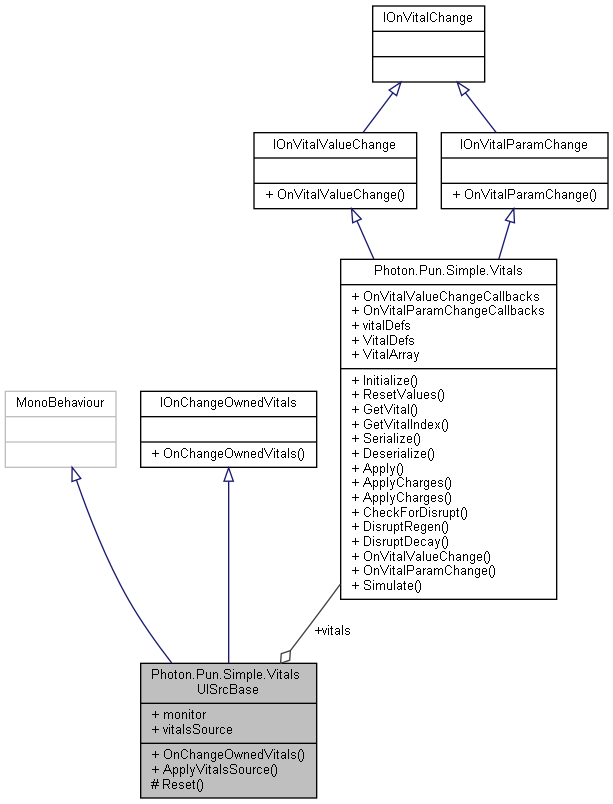 IOnVitalChange
IOnVitalValueChange
+ OnVitalValueChange()
IOnVitalParamChange
+ OnVitalParamChange()
Photon.Pun.Simple.Vitals
+ OnVitalValueChangeCallbacks
+ OnVitalParamChangeCallbacks
+ vitalDefs
+ VitalDefs
+ VitalArray
+ Initialize()
+ ResetValues()
+ GetVital()
+ GetVitalIndex()
+ Serialize()
+ Deserialize()
+ Apply()
+ ApplyCharges()
+ ApplyCharges()
+ CheckForDisrupt()
+ DisruptRegen()
+ DisruptDecay()
+ OnVitalValueChange()
+ OnVitalParamChange()
+ Simulate()
MonoBehaviour
IOnChangeOwnedVitals
+ OnChangeOwnedVitals()
+vitals
Photon.Pun.Simple.Vitals
UISrcBase
+ monitor
+ vitalsSource
+ OnChangeOwnedVitals()
+ ApplyVitalsSource()
# Reset()